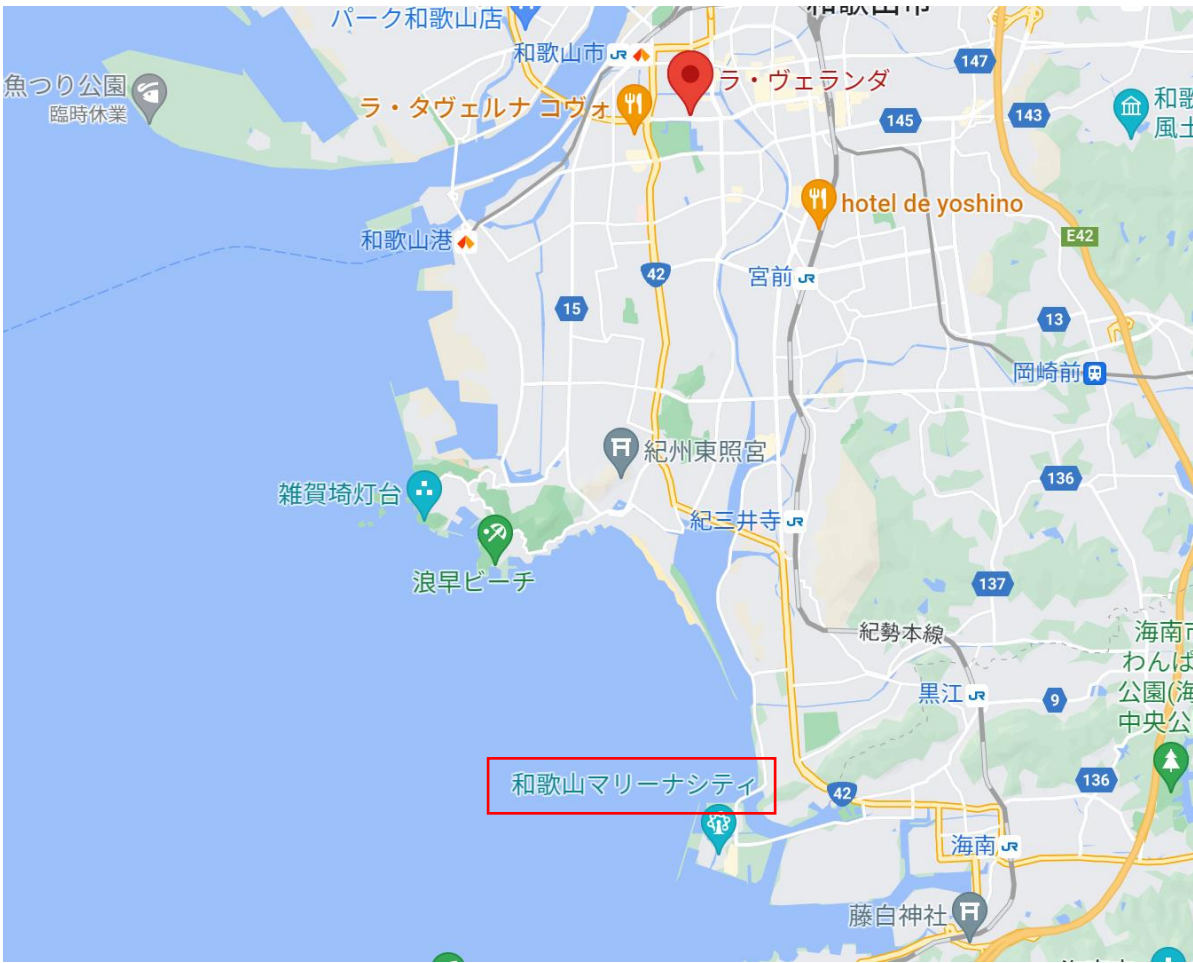 パーク和歌山店
和歌山市
和歌山市 JR
147
魚つり公園
臨時休業
ラ・ヴェランダ
ラ・タヴェルナ コヴォ
145
143
和歌
風土
hotel de yoshino
E42
和歌山港
42
宮前 JR
15
13
岡崎前
紀州東照宮
136
雑賀埼灯台
紀三井寺 JR
浪早ビーチ
137
紀勢本線
海南市
わんぱ
公園(海
中央公
黒江 JR
9
和歌山マリーナシティ
42
136
海南 JR
藤白神社